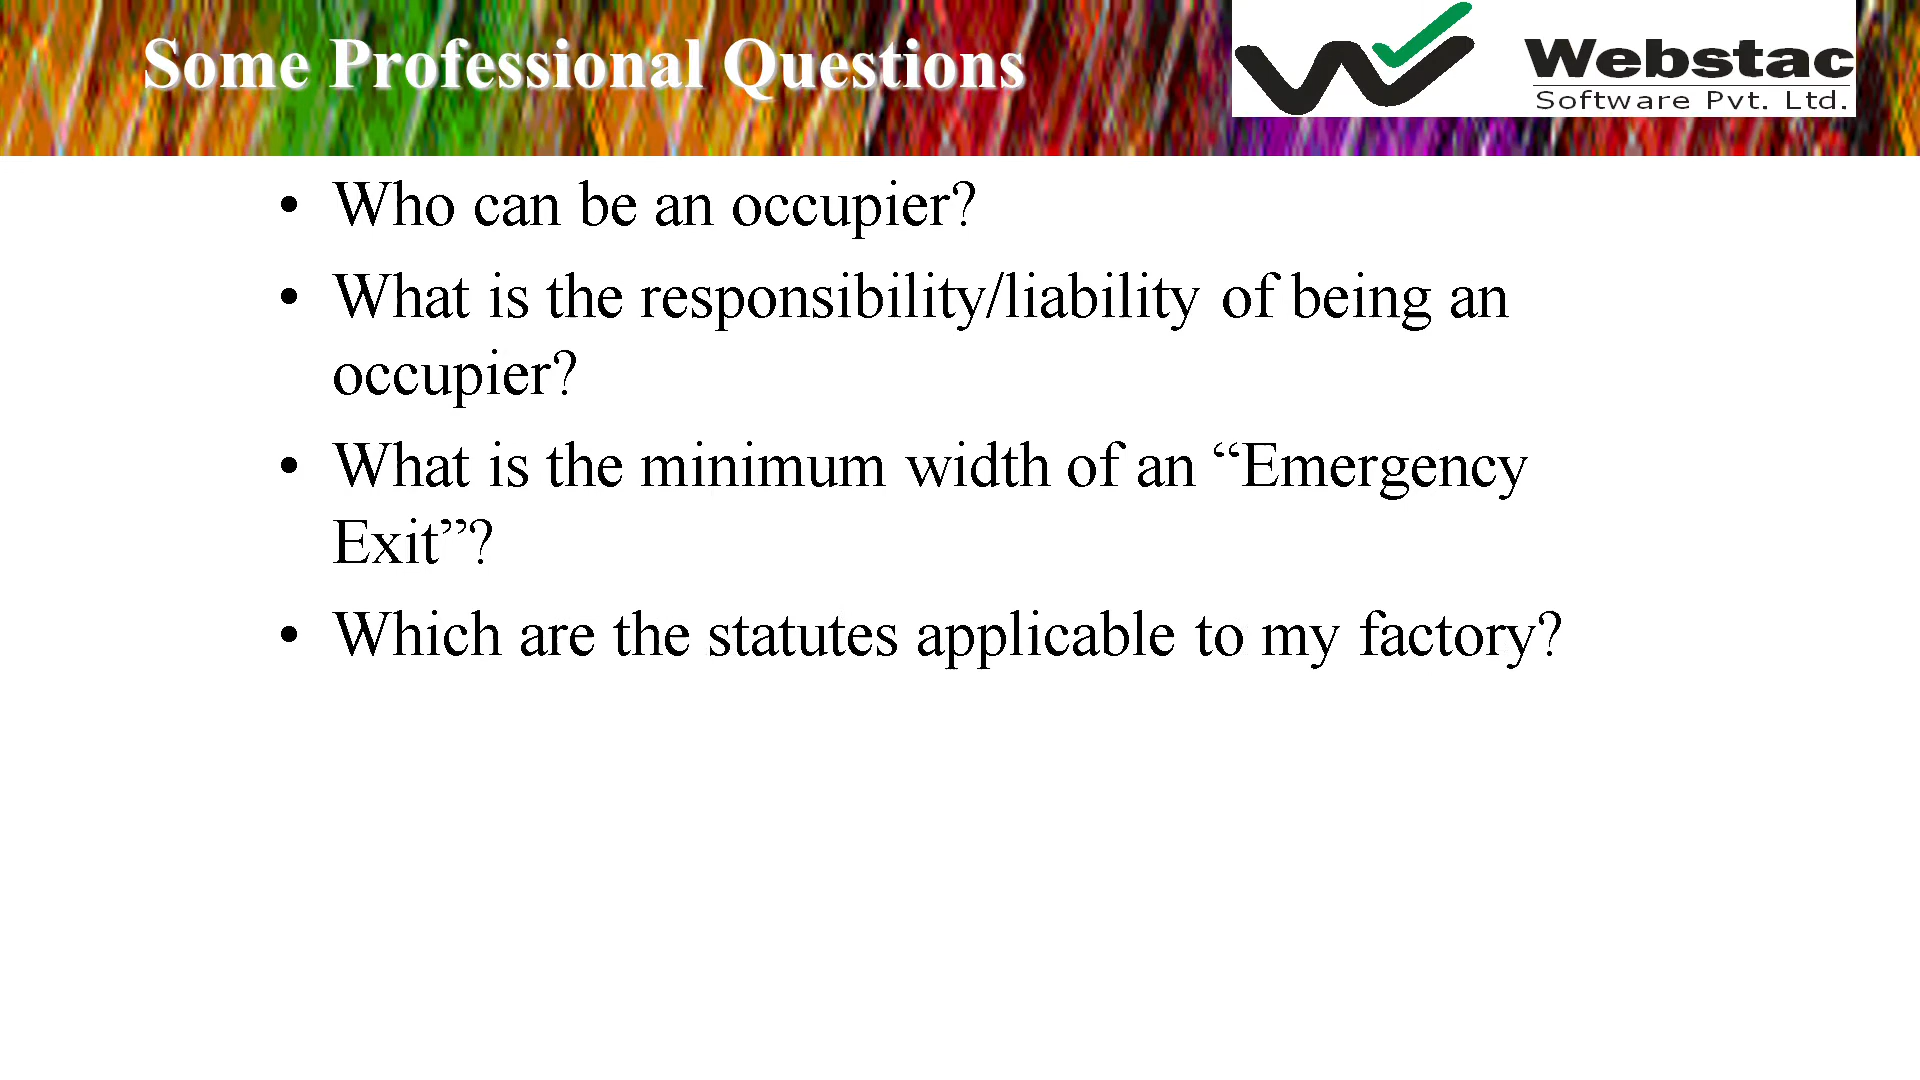 Some Professional Questions
Webstac
Software Pvt. Ltd.
• Who can be an occupier?
• What is the responsibility/liability of being an
occupier?
• What is the minimum width of an “Emergency
Exit”?
• Which are the statutes applicable to my factory?